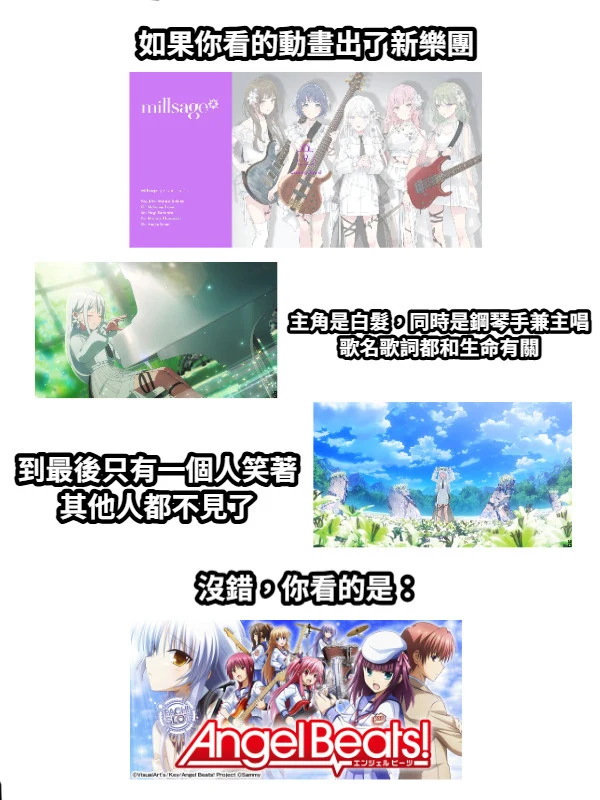 如果你看的動畫出了新樂團
millsage
主角是白髮，同時是鋼琴手兼主唱
歌名歌詞都和生命有關
到最後只有一個人笑著
其他人都不見了
沒錯，你看的是：
Angel Beats!
エンジェルビーツ
©VisualArt's/Key/Angel Beats! Project ©Sammy